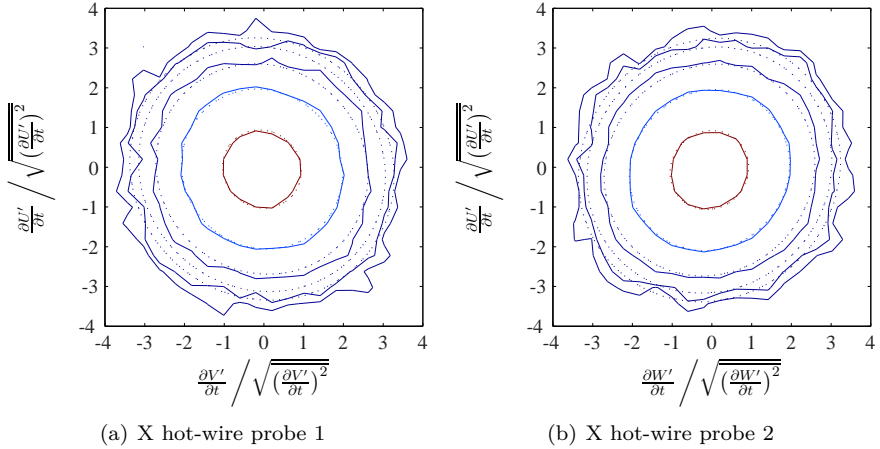 4
3
2
1
0
-1
-2
-3
-4
-4 -3 -2 -1 0 1 2 3 4
∂U′/∂t / √(∂U′/∂t)²
∂V′/∂t / √(∂V′/∂t)²
(a) X hot-wire probe 1
4
3
2
1
0
-1
-2
-3
-4
-4 -3 -2 -1 0 1 2 3 4
∂U′/∂t / √(∂U′/∂t)²
∂W′/∂t / √(∂W′/∂t)²
(b) X hot-wire probe 2